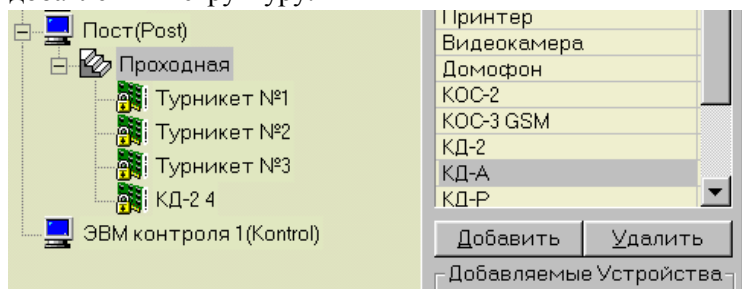 Пост(Post)
Проходная
Турникет №1
Турникет №2
Турникет №3
КД-2 4
ЭВМ контроля 1(Kontrol)
Принтер
Видеокамера
Домофон
КОС-2
КОС-3 GSM
КД-2
КД-А
КД-Р
Добавить Удалить
Добавляемые Устройства